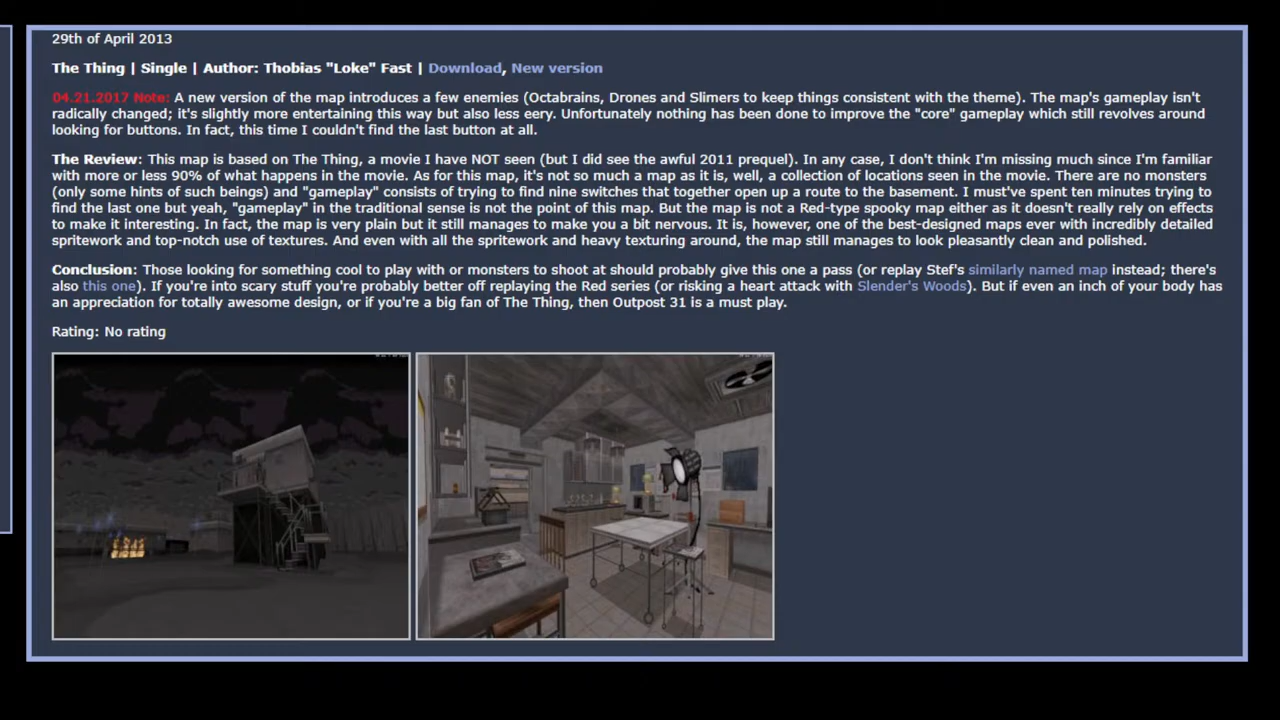 29th of April 2013
The Thing | Single | Author: Thobias "Loke" Fast | Download, New version
04.21.2017 Note: A new version of the map introduces a few enemies (Octabrains, Drones and Slimers to keep things consistent with the theme). The map's gameplay isn't
radically changed; it's slightly more entertaining this way but also less eery. Unfortunately nothing has been done to improve the "core" gameplay which still revolves around
looking for buttons. In fact, this time I couldn't find the last button at all.
The Review: This map is based on The Thing, a movie I have NOT seen (but I did see the awful 2011 prequel). In any case, I don't think I'm missing much since I'm familiar
with more or less 90% of what happens in the movie. As for this map, it's not so much a map as it is, well, a collection of locations seen in the movie. There are no monsters
(only some hints of such beings) and "gameplay" consists of trying to find nine switches that together open up a route to the basement. I must've spent ten minutes trying to
find the last one but yeah, "gameplay" in the traditional sense is not the point of this map. But the map is not a Red-type spooky map either as it doesn't really rely on effects
to make it interesting. In fact, the map is very plain but it still manages to make you a bit nervous. It is, however, one of the best-designed maps ever with incredibly detailed
spritework and top-notch use of textures. And even with all the spritework and heavy texturing around, the map still manages to look pleasantly clean and polished.
Conclusion: Those looking for something cool to play with or monsters to shoot at should probably give this one a pass (or replay Stef's similarly named map instead; there's
also this one). If you're into scary stuff you're probably better off replaying the Red series (or risking a heart attack with Slender's Woods). But if even an inch of your body has
an appreciation for totally awesome design, or if you're a big fan of The Thing, then Outpost 31 is a must play.
Rating: No rating